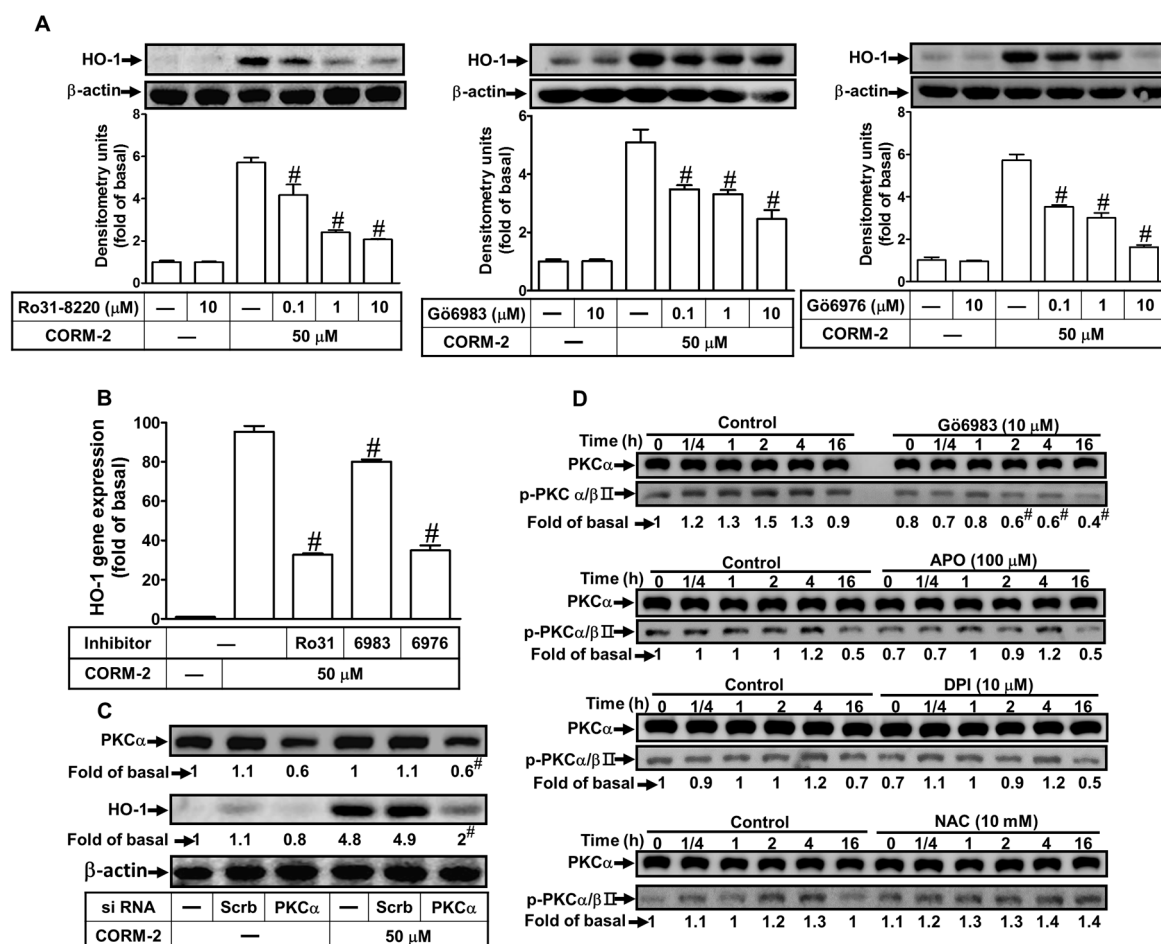 A
HO-1
β-actin
Densitometry units
(fold of basal)
8
6
4
2
0
# # #
Ro31-8220 (μM) — 10 — 0.1 1 10
CORM-2 — 50 μM
HO-1
β-actin
Densitometry units
(fold of basal)
6
4
2
0
# # #
Gö6983 (μM) — 10 — 0.1 1 10
CORM-2 — 50 μM
HO-1
β-actin
Densitometry units
(fold of basal)
8
6
4
2
0
# # #
Gö6976 (μM) — 10 — 0.1 1 10
CORM-2 — 50 μM
B
HO-1 gene expression
(fold of basal)
100
80
60
40
20
0
# # #
Inhibitor — Ro31 6983 6976
CORM-2 — 50 μM
C
PKCα
Fold of basal 1 1.1 0.6 1 1.1 0.6#
HO-1
Fold of basal 1 1.1 0.8 4.8 4.9 2#
β-actin
si RNA — Scrb PKCα — Scrb PKCα
CORM-2 — 50 μM
D
Control Gö6983 (10 μM)
Time (h) 0 1/4 1 2 4 16 0 1/4 1 2 4 16
PKCα
p-PKC α/βII
Fold of basal 1 1.2 1.3 1.5 1.3 0.9 0.8 0.7 0.8 0.6# 0.6# 0.4#
Control APO (100 μM)
Time (h) 0 1/4 1 2 4 16 0 1/4 1 2 4 16
PKCα
p-PKCα/βII
Fold of basal 1 1 1 1 1.2 0.5 0.7 0.7 1 0.9 1.2 0.5
Control DPI (10 μM)
Time (h) 0 1/4 1 2 4 16 0 1/4 1 2 4 16
PKCα
p-PKCα/βII
Fold of basal 1 0.9 1 1 1.2 0.7 0.7 1.1 1 0.9 1.2 0.5
Control NAC (10 mM)
Time (h) 0 1/4 1 2 4 16 0 1/4 1 2 4 16
PKCα
p-PKCα/βII
Fold of basal 1 1.1 1 1.2 1.3 1 1.1 1.2 1.3 1.3 1.4 1.4